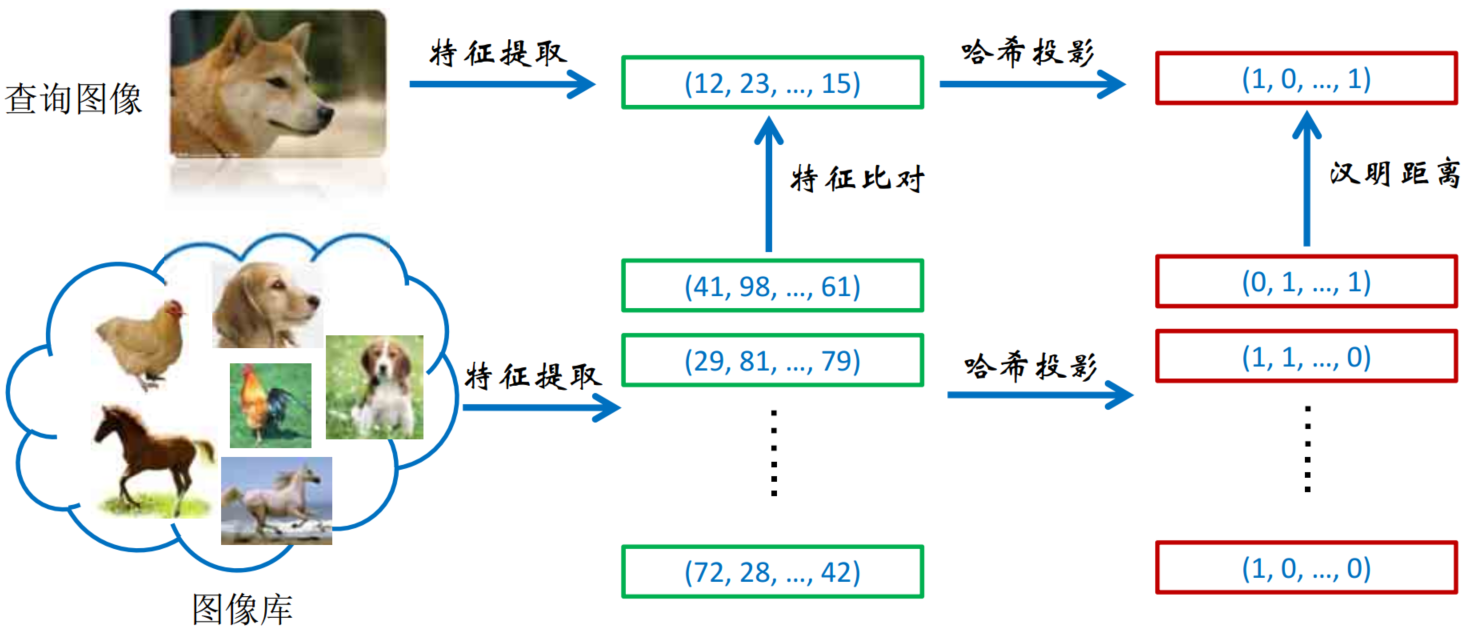 特征提取
哈希投影
查询图像
(12, 23, …, 15)
(1, 0, …, 1)
特征比对
汉明距离
(41, 98, …, 61)
(0, 1, …, 1)
(29, 81, …, 79)
(1, 1, …, 0)
特征提取
哈希投影
(72, 28, …, 42)
(1, 0, …, 0)
图像库